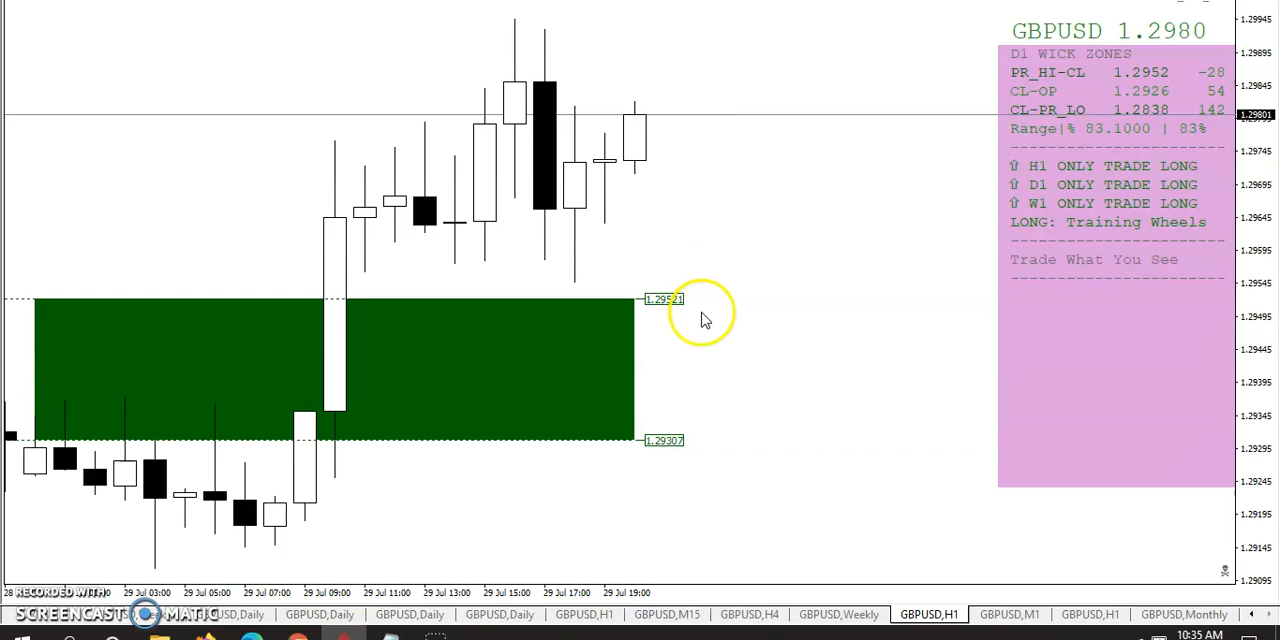 GBPUSD 1.2980
D1 WICK ZONES
PR_HI-CL 1.2952 -28
CL-OP 1.2926 54
CL-PR_LO 1.2838 142
Range|% 83.1000 | 83%
⇧ H1 ONLY TRADE LONG
⇧ D1 ONLY TRADE LONG
⇧ W1 ONLY TRADE LONG
LONG: Training Wheels
Trade What You See
1.29945
1.29895
1.29845
1.29801
1.29745
1.29695
1.29645
1.29595
1.29545
1.29495
1.29445
1.29395
1.29345
1.29295
1.29245
1.29195
1.29145
1.29095
1.29521
1.29307
28
29 Jul 03:00
29 Jul 05:00
29 Jul 07:00
29 Jul 09:00
29 Jul 11:00
29 Jul 13:00
29 Jul 15:00
29 Jul 17:00
29 Jul 19:00
RECORDED WITH
SCREENCAST MATIC
GBPUSD,Daily
GBPUSD,Daily
GBPUSD,Daily
GBPUSD,H1
GBPUSD,M15
GBPUSD,H4
GBPUSD,Weekly
GBPUSD,H1
GBPUSD,M1
GBPUSD,H1
GBPUSD,Monthly
10:35 AM